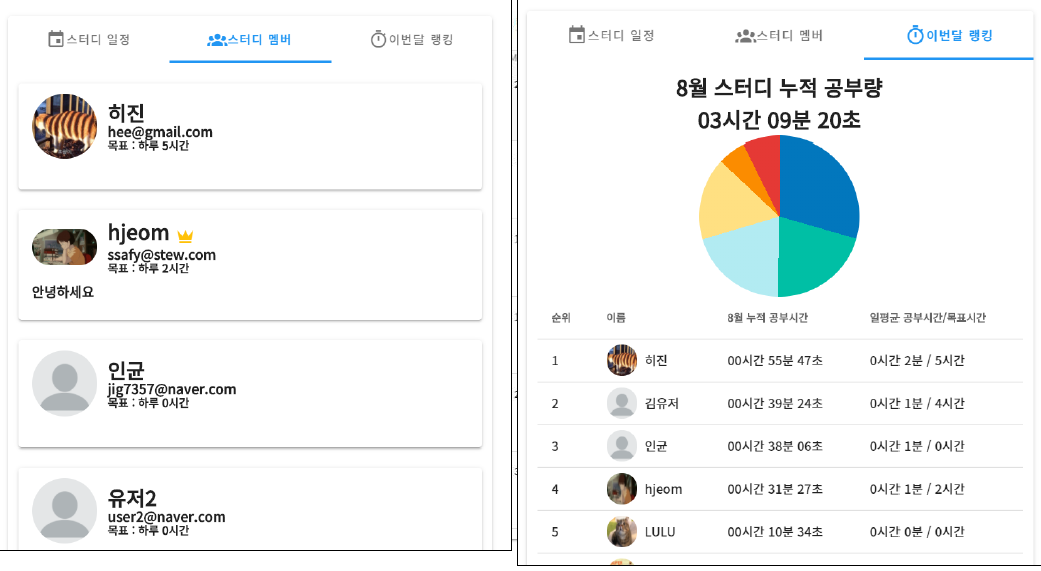 스터디 일정
스터디 멤버
이번달 랭킹
히진
hee@gmail.com
목표 : 하루 5시간
hjeom
ssafy@stew.com
목표 : 하루 2시간
안녕하세요
인균
jig7357@naver.com
목표 : 하루 0시간
유저2
user2@naver.com
목표 : 하루 0시간
스터디 일정
스터디 멤버
이번달 랭킹
8월 스터디 누적 공부량
03시간 09분 20초
순위 이름 8월 누적 공부시간 일평균 공부시간/목표시간
1 히진 00시간 55분 47초 0시간 2분 / 5시간
2 김유저 00시간 39분 24초 0시간 1분 / 4시간
3 인균 00시간 38분 06초 0시간 1분 / 0시간
4 hjeom 00시간 31분 27초 0시간 1분 / 2시간
5 LULU 00시간 10분 34초 0시간 0분 / 0시간